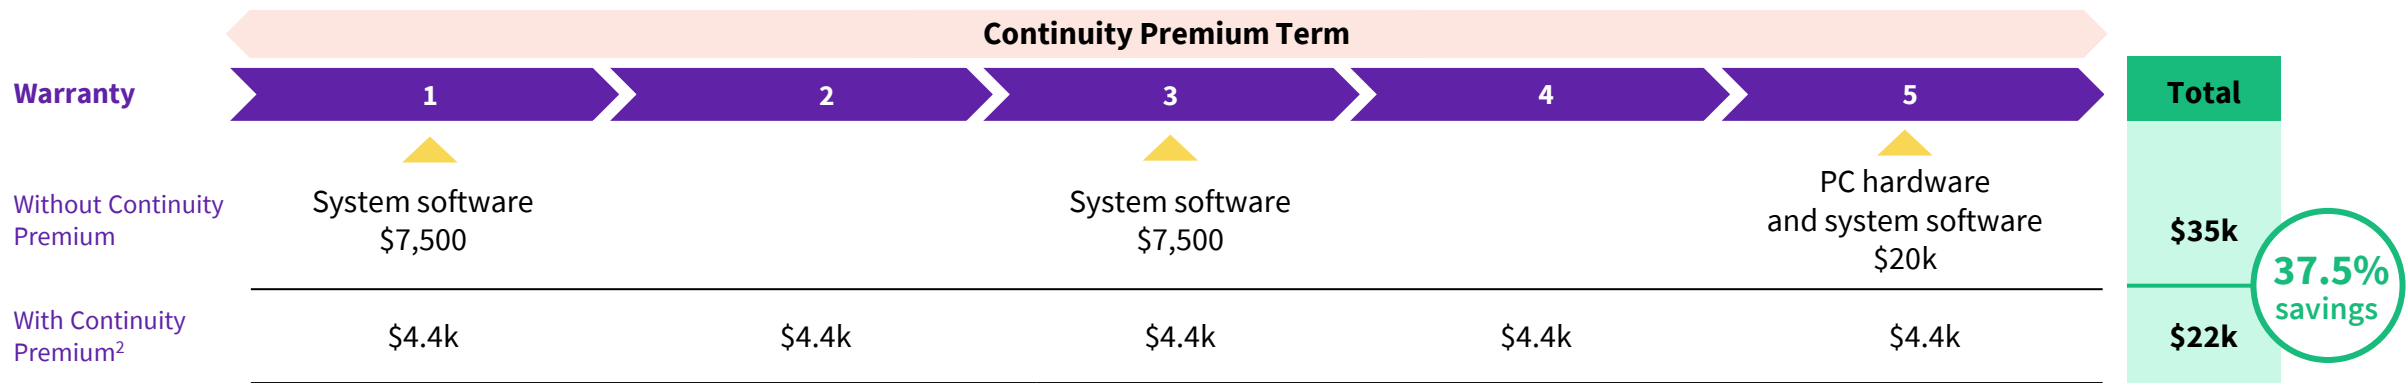 Continuity Premium Term
Warranty 1 2 3 4 5 Total
Without Continuity
Premium
System software
$7,500
System software
$7,500
PC hardware
and system software
$20k
$35k
37.5%
savings
With Continuity
Premium2
$4.4k $4.4k $4.4k $4.4k $4.4k $22k